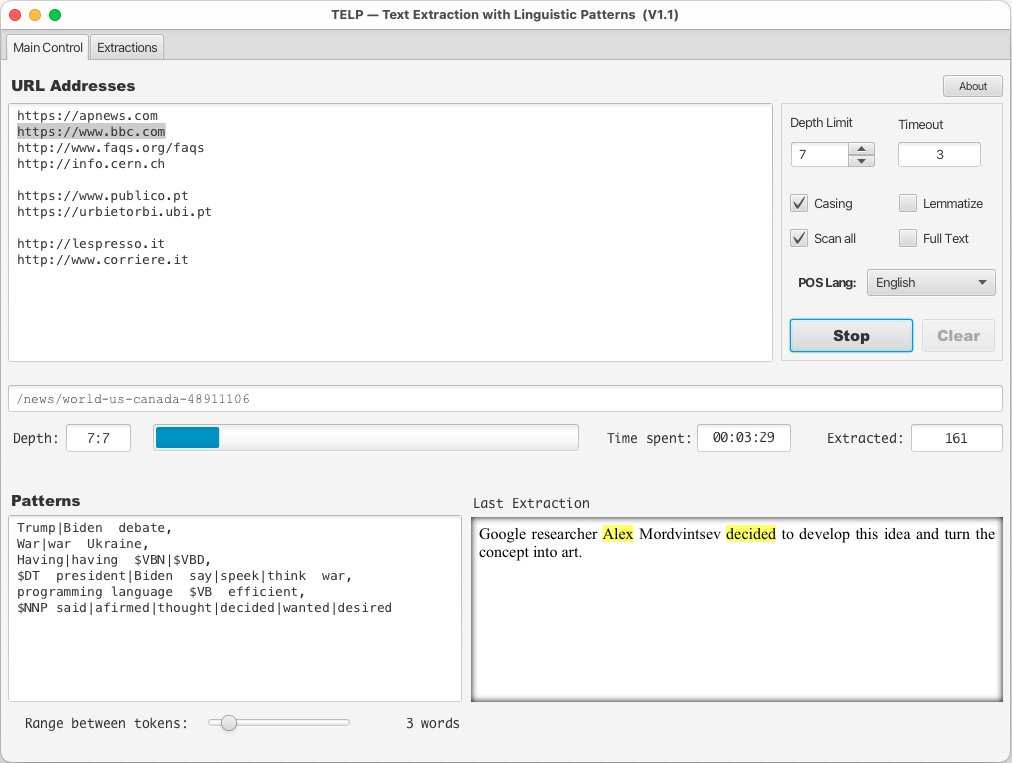 TELP — Text Extraction with Linguistic Patterns (V1.1)
Main Control
Extractions
URL Addresses
About
https://apnews.com
https://www.bbc.com
http://www.faqs.org/faqs
http://info.cern.ch
https://www.publico.pt
https://urbietorbi.ubi.pt
http://lespresso.it
http://www.corriere.it
Depth Limit
Timeout
7
3
Casing
Lemmatize
Scan all
Full Text
POS Lang:
English
Stop
Clear
/news/world-us-canada-48911106
Depth:
7:7
Time spent:
00:03:29
Extracted:
161
Patterns
Trump|Biden debate,
War|war Ukraine,
Having|having $VBN|$VBD,
$DT president|Biden say|speek|think war,
programming language $VB efficient,
$NNP said|afirmed|thought|decided|wanted|desired
Last Extraction
Google researcher Alex Mordvintsev decided to develop this idea and turn the
concept into art.
Range between tokens:
3 words